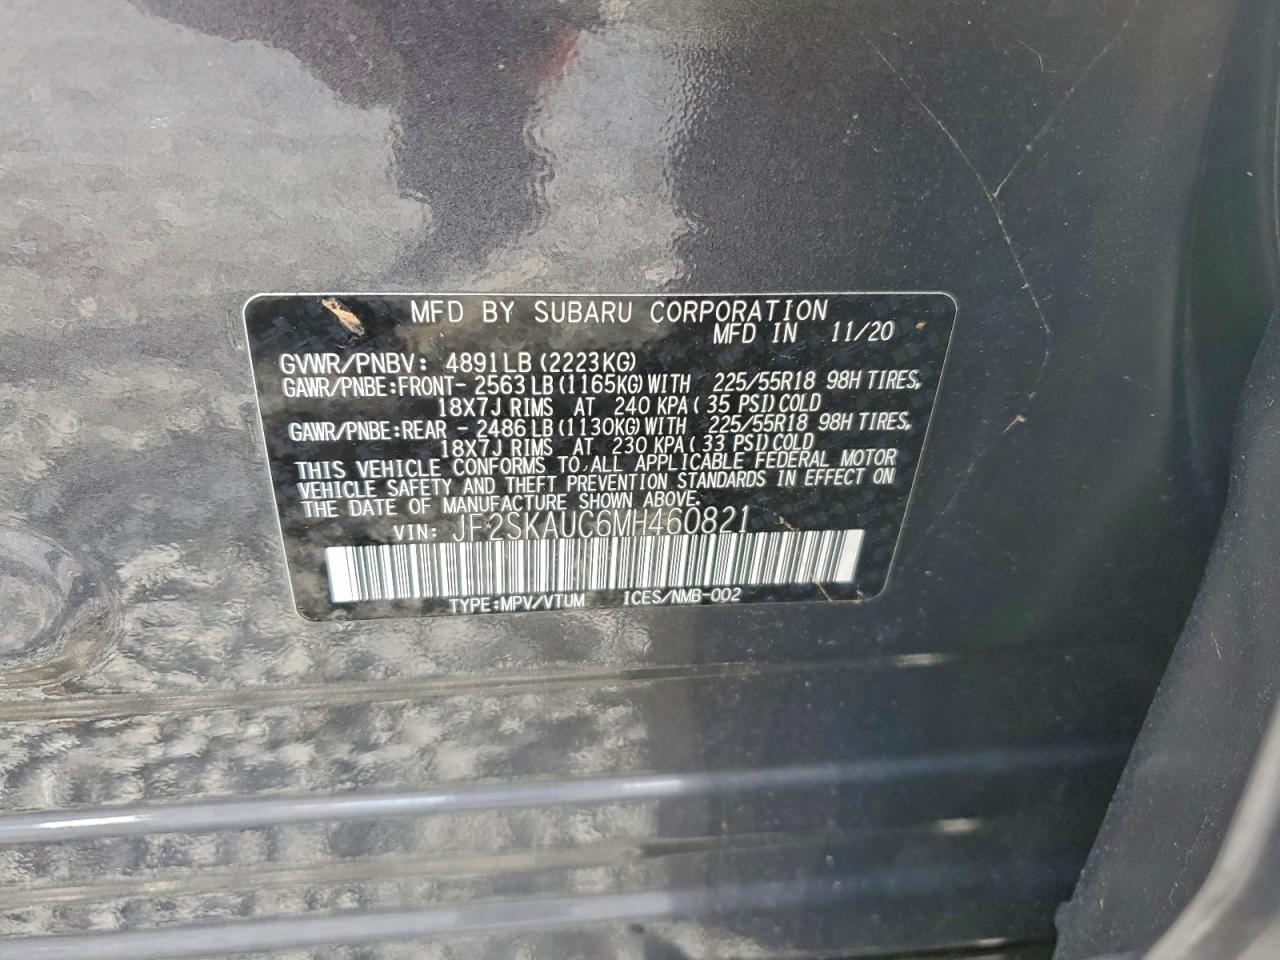 MFD BY SUBARU CORPORATION
MFD IN 11/20
GVWR/PNBV: 4891LB (2223KG)
GAWR/PNBE:FRONT- 2563LB (1165KG)WITH 225/55R18 98H TIRES,
18X7J RIMS AT 240 KPA( 35 PSI)COLD
GAWR/PNBE:REAR - 2486LB (1130KG)WITH 225/55R18 98H TIRES,
18X7J RIMS AT 230 KPA( 33 PSI)COLD
THIS VEHICLE CONFORMS TO ALL APPLICABLE FEDERAL MOTOR
VEHICLE SAFETY AND THEFT PREVENTION STANDARDS IN EFFECT ON
THE DATE OF MANUFACTURE SHOWN ABOVE.
VIN: JF2SKAUC6MH460821
TYPE:MPV/VTUM ICES/NMB-002